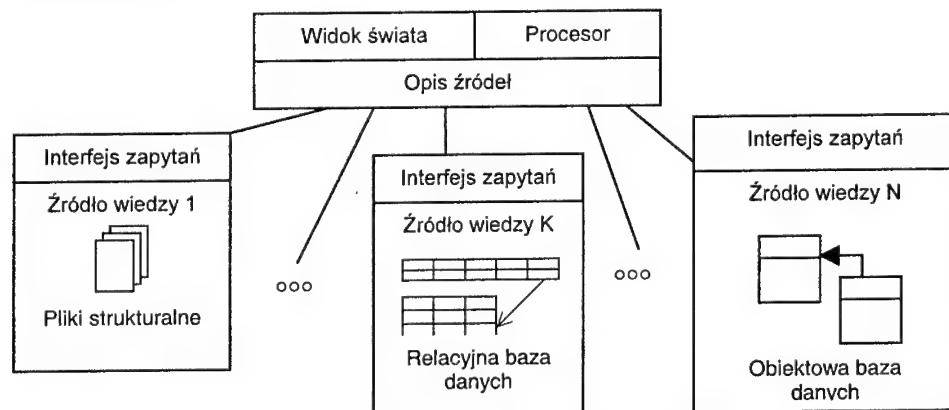 Widok świata
Procesor
Opis źródeł
Interfejs zapytań
Źródło wiedzy 1
Pliki strukturalne
ooo
Interfejs zapytań
Źródło wiedzy K
Relacyjna baza
danych
ooo
Interfejs zapytań
Źródło wiedzy N
Obiektowa baza
danych